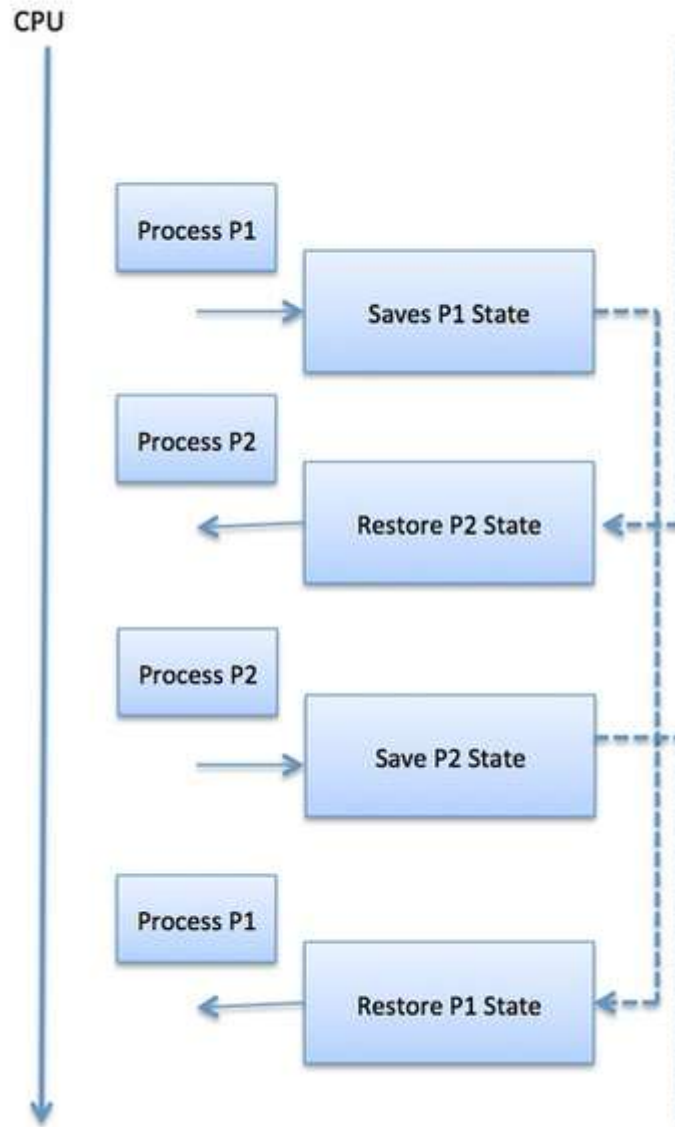 CPU
Process P1
Saves P1 State
Process P2
Restore P2 State
Process P2
Save P2 State
Process P1
Restore P1 State